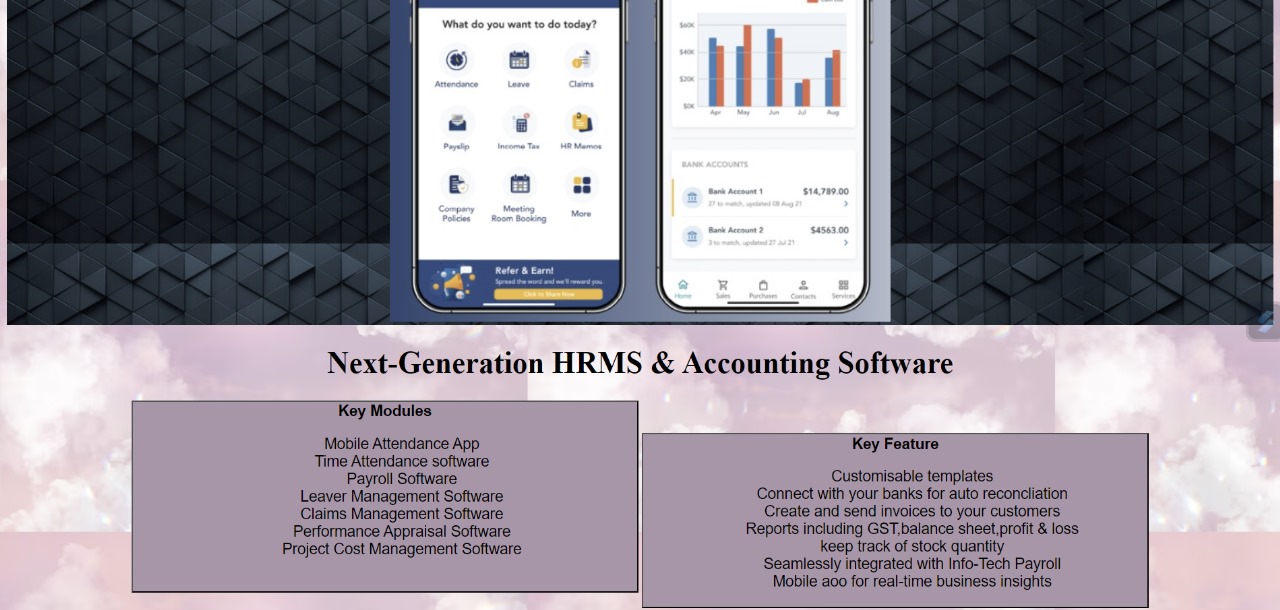 What do you want to do today?
Attendance
Leave
Claims
Payslip
Income Tax
HR Memos
Company
Policies
Meeting
Room Booking
More
Refer & Earn!
Spread the word and we'll reward you.
Click to Share Now
$60K
$40K
$20K
$0K
Apr
May
Jun
Jul
Aug
BANK ACCOUNTS
Bank Account 1
$14,789.00
27 to match, updated 08 Aug 21
Bank Account 2
$4563.00
3 to match, updated 27 Jul 21
Home
Sales
Purchases
Contacts
Services
Next-Generation HRMS & Accounting Software
Key Modules
Mobile Attendance App
Time Attendance software
Payroll Software
Leaver Management Software
Claims Management Software
Performance Appraisal Software
Project Cost Management Software
Key Feature
Customisable templates
Connect with your banks for auto reconcliation
Create and send invoices to your customers
Reports including GST,balance sheet,profit & loss
keep track of stock quantity
Seamlessly integrated with Info-Tech Payroll
Mobile aoo for real-time business insights